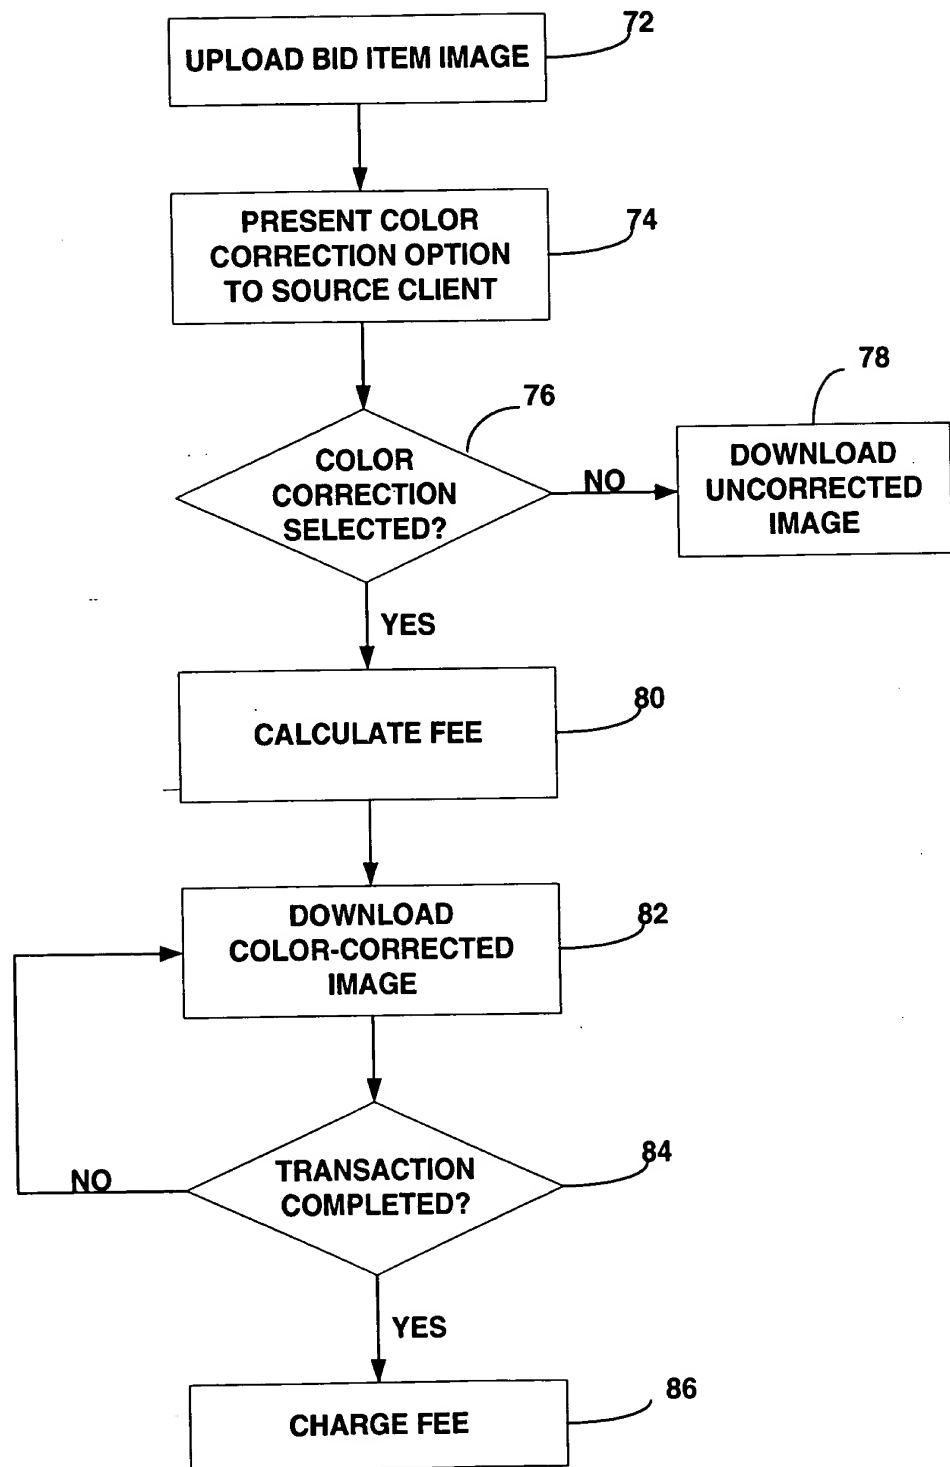 UPLOAD BID ITEM IMAGE
72
PRESENT COLOR
CORRECTION OPTION
TO SOURCE CLIENT
74
COLOR
CORRECTION
SELECTED?
76
NO
DOWNLOAD
UNCORRECTED
IMAGE
78
YES
CALCULATE FEE
80
DOWNLOAD
COLOR-CORRECTED
IMAGE
82
TRANSACTION
COMPLETED?
84
NO
YES
CHARGE FEE
86